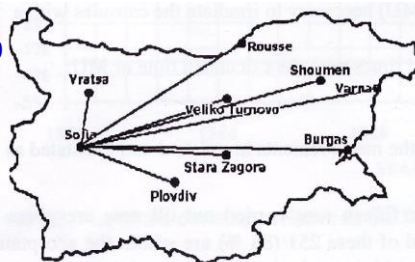 Rousse
Vratsa
Shoumen
Varna
Veliko Turnovo
Sofia
Burgas
Stara Zagora
Plovdiv